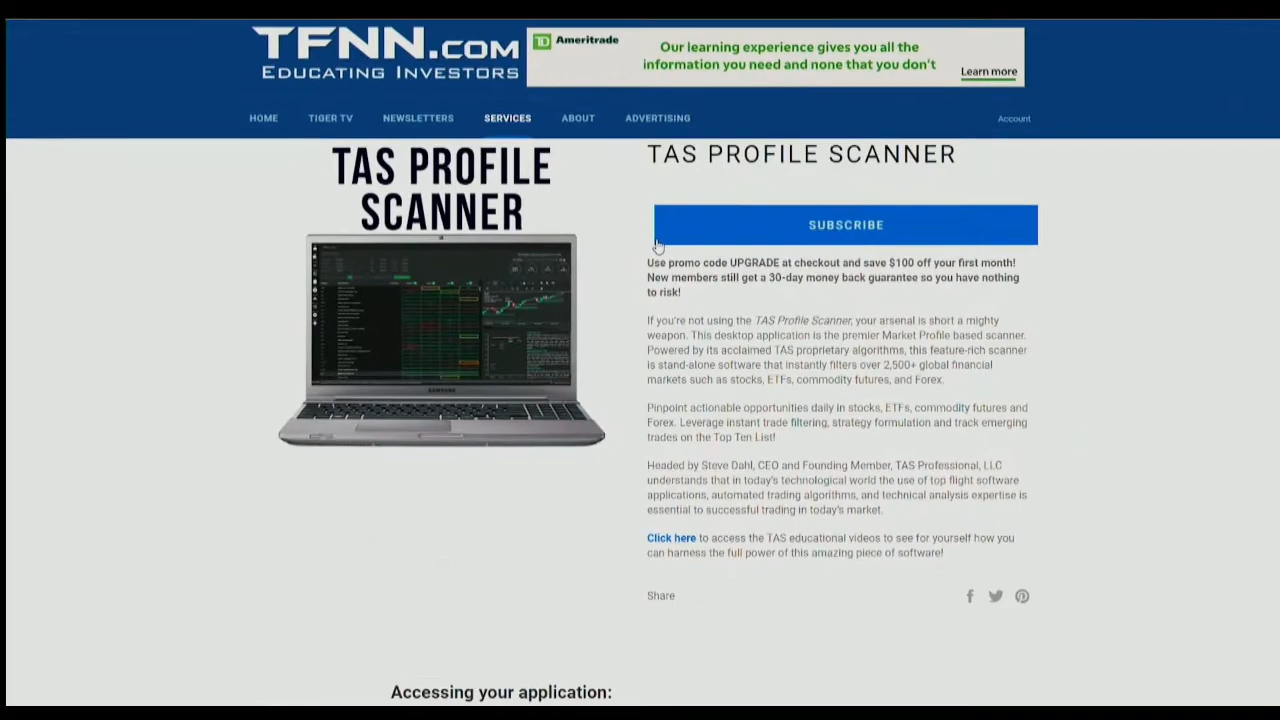 TFNN.COM
EDUCATING INVESTORS
TD Ameritrade
Our learning experience gives you all the
information you need and none that you don't
Learn more
HOME
TIGER TV
NEWSLETTERS
SERVICES
ABOUT
ADVERTISING
Account
TAS PROFILE
SCANNER
SAMSUNG
TAS PROFILE SCANNER
SUBSCRIBE
Use promo code UPGRADE at checkout and save $100 off your first month!
New members still get a 30-day money back guarantee so you have nothing
to risk!
If you're not using the TAS Profile Scanner, your arsenal is short a mighty
weapon. This desktop application is the premier Market Profile based scanner.
Powered by its acclaimed TAS proprietary algorithms, this feature-rich scanner
is stand-alone software that instantly filters over 2,500+ global financial
markets such as stocks, ETFs, commodity futures, and Forex.
Pinpoint actionable opportunities daily in stocks, ETFs, commodity futures and
Forex. Leverage instant trade filtering, strategy formulation and track emerging
trades on the Top Ten List!
Headed by Steve Dahl, CEO and Founding Member, TAS Professional, LLC
understands that in today's technological world the use of top flight software
applications, automated trading algorithms, and technical analysis expertise is
essential to successful trading in today's market.
Click here to access the TAS educational videos to see for yourself how you
can harness the full power of this amazing piece of software!
Share
Accessing your application: